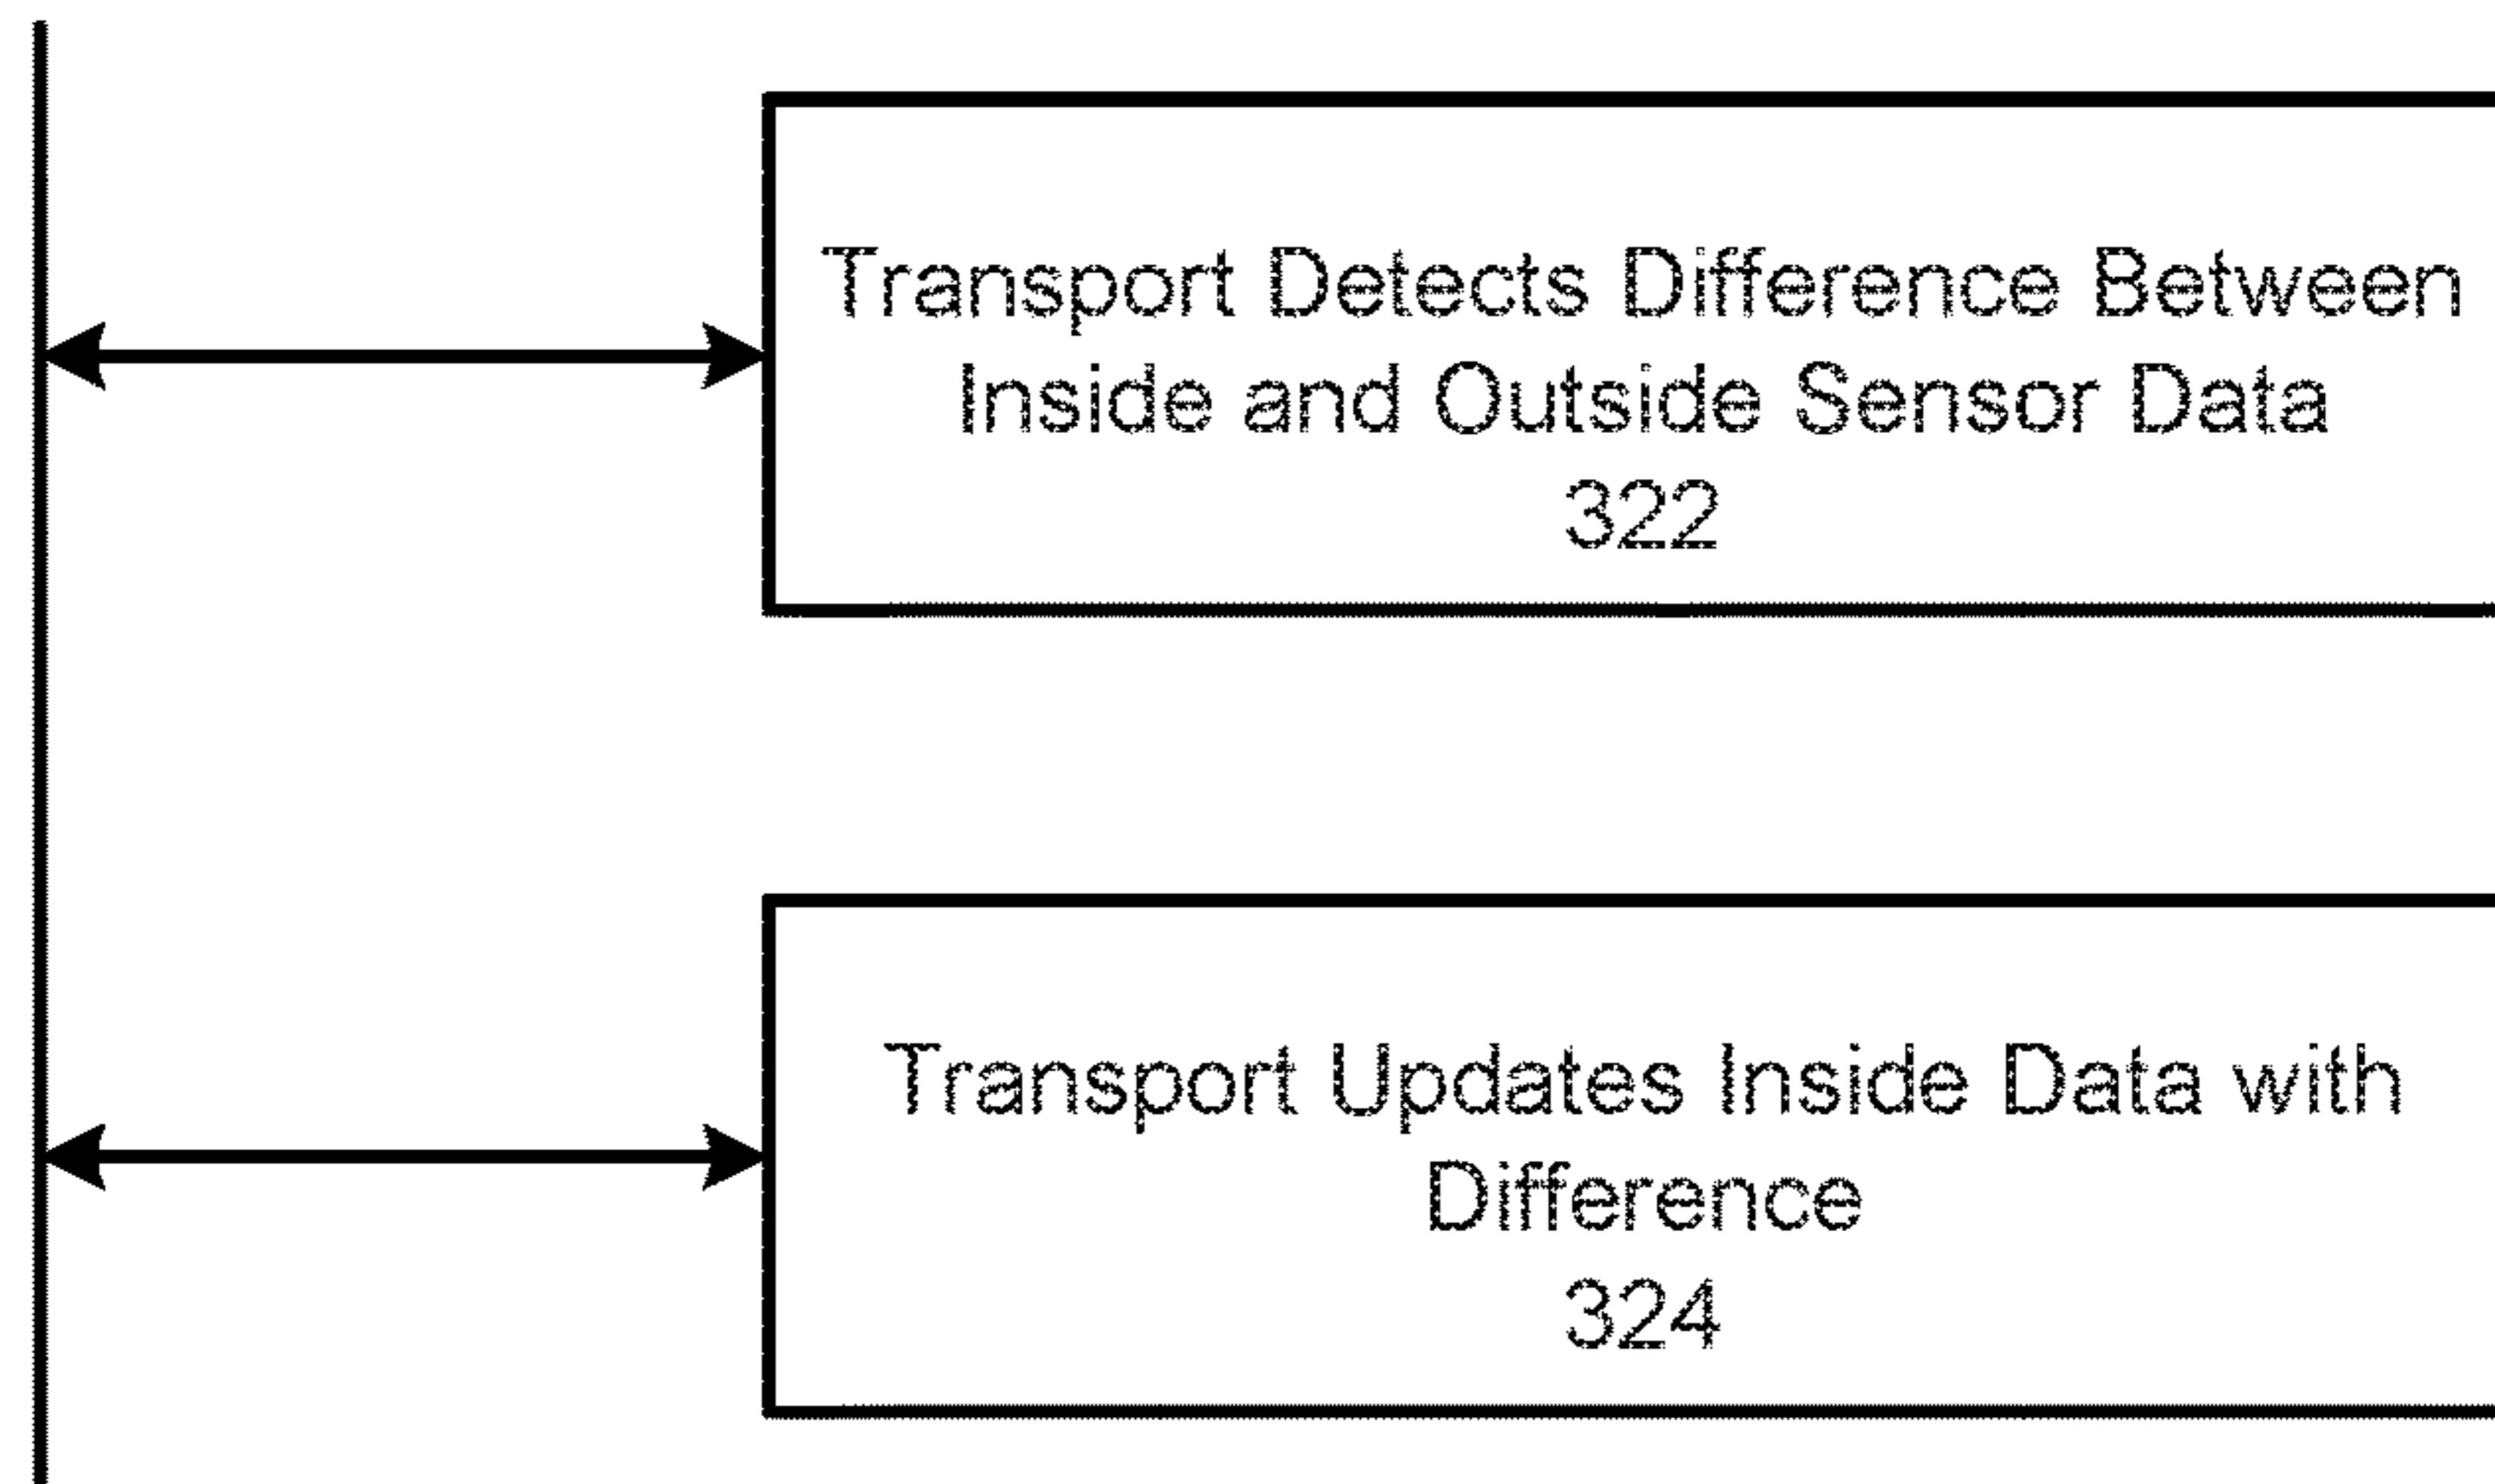 Transport Detects Difference Between
Inside and Outside Sensor Data
322
Transport Updates Inside Data with
Difference
324